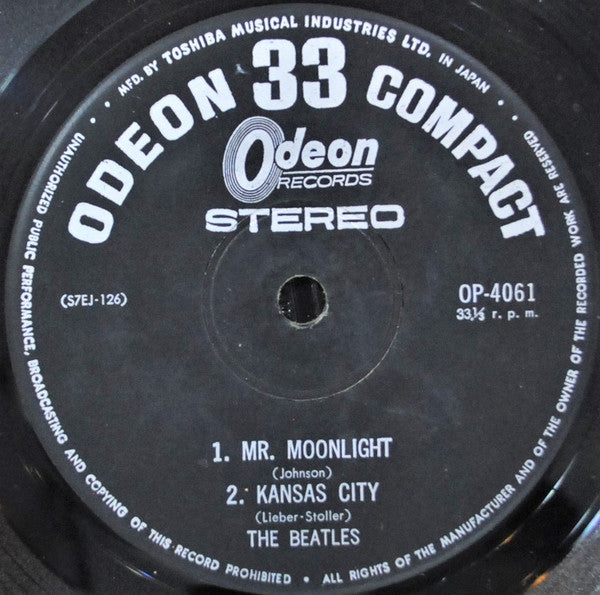 • MFD. BY TOSHIBA MUSICAL INDUSTRIES LTD. IN JAPAN •
ODEON 33 COMPACT
Odeon
RECORDS
STEREO
(S7EJ-126)
OP-4061
33⅓ r. p. m.
1. MR. MOONLIGHT
(Johnson)
2. KANSAS CITY
(Lieber-Stoller)
THE BEATLES
UNAUTHORIZED PUBLIC PERFORMANCE, BROADCASTING AND COPYING OF THIS RECORD PROHIBITED • ALL RIGHTS OF THE MANUFACTURER AND OF THE OWNER OF THE RECORDED WORK ARE RESERVED